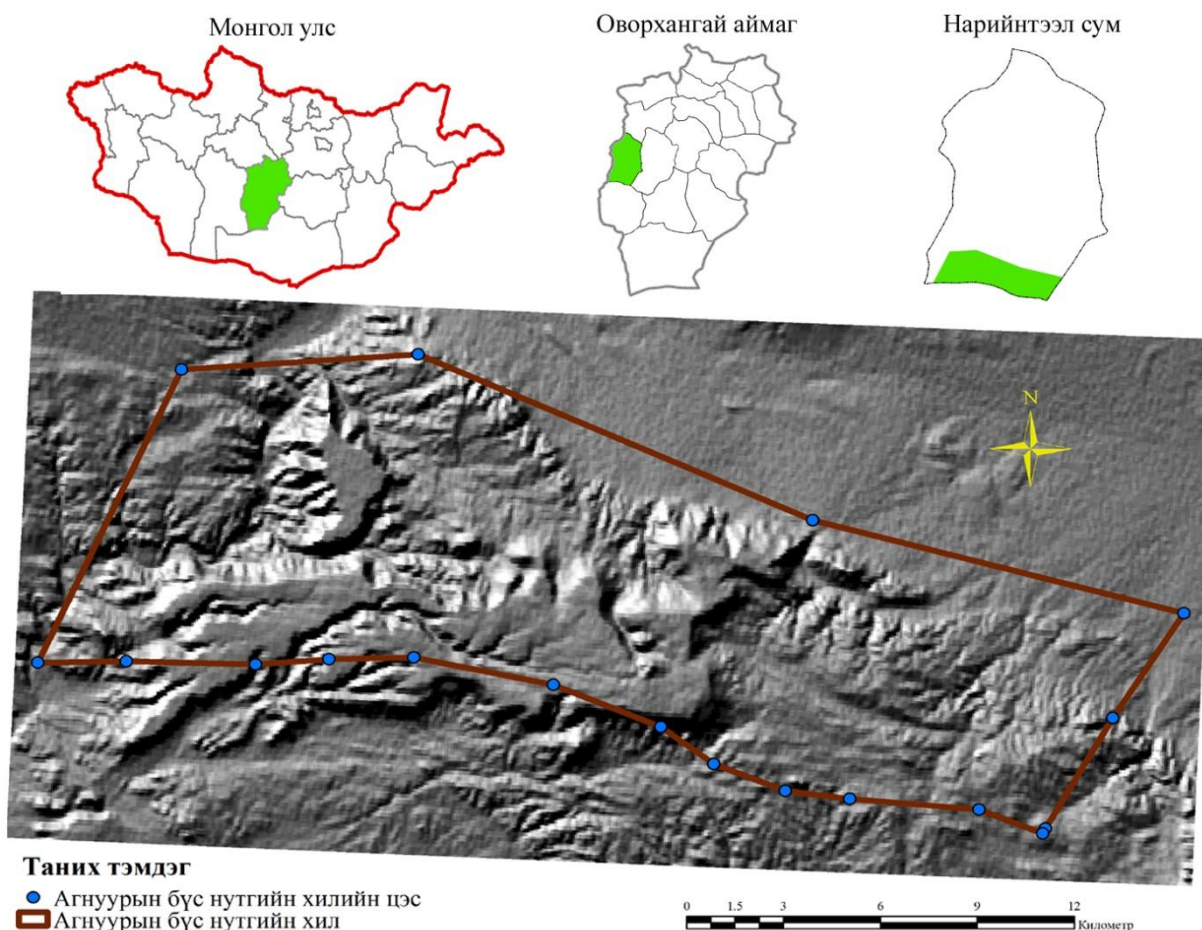 Монгол улс
Оворхангай аймаг
Нарийнтээл сум
N
Таних тэмдэг
Агнуурын бүс нутгийн хилийн цэс
Агнуурын бүс нутгийн хил
0 1.5 3 6 9 12
Километр